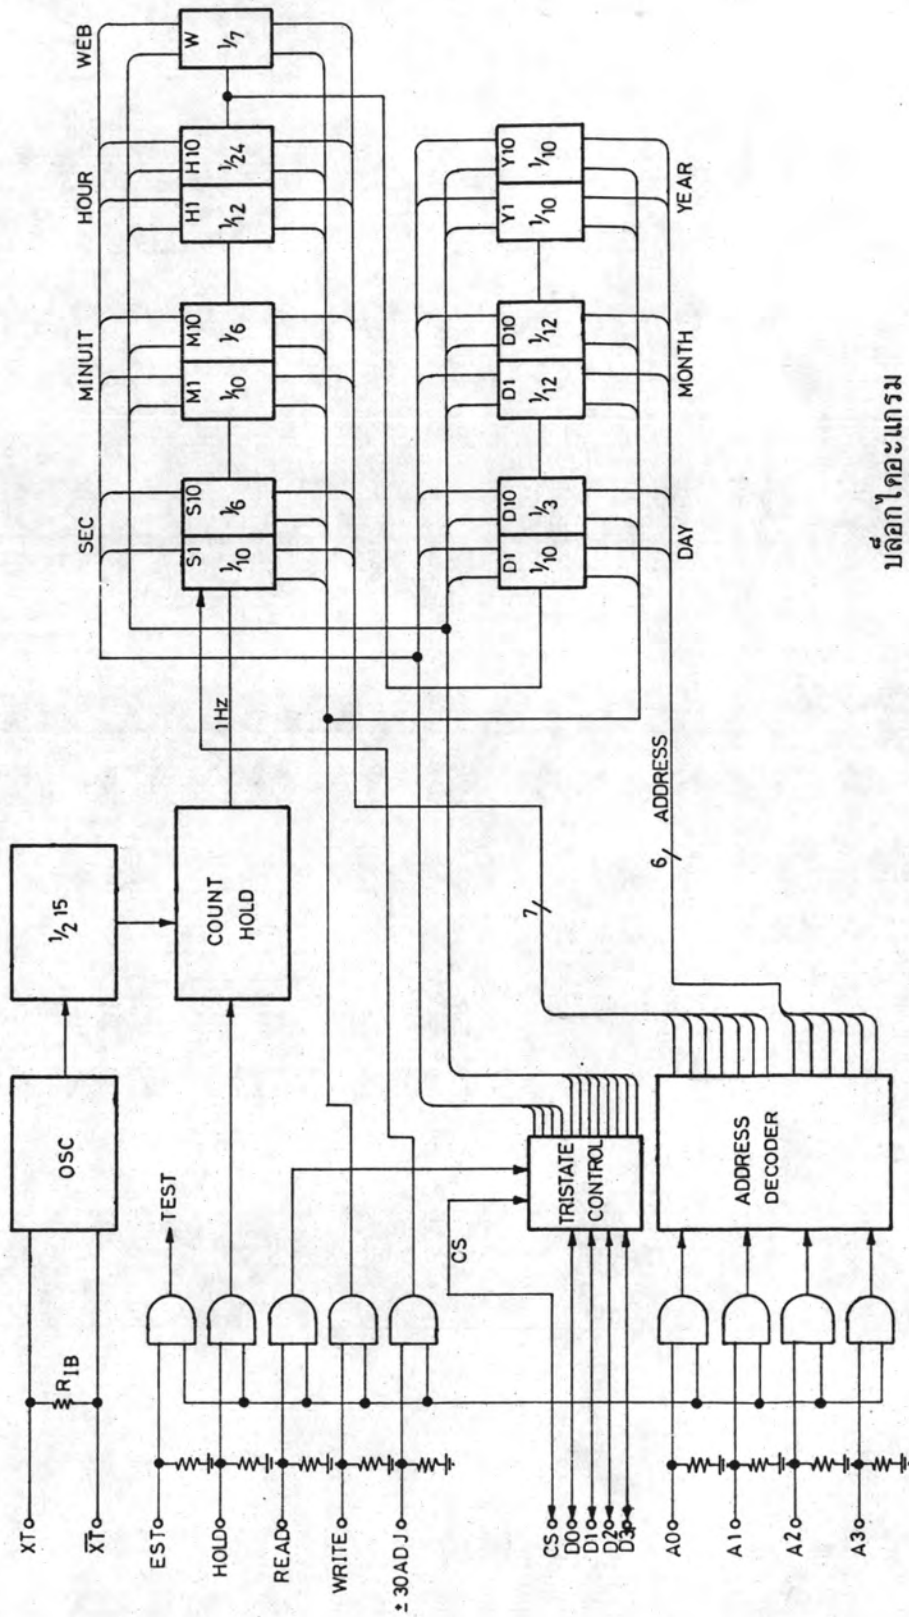 XT
XT
EST
HOLD
READ
WRITE
±30ADJ
CS
D0
D1
D2
D3
A0
A1
A2
A3
R1B
OSC
1/2 15
COUNT
HOLD
TEST
CS
TRISTATE
CONTROL
ADDRESS
DECODER
1HZ
7
6
ADDRESS
SEC
MINUIT
HOUR
WEB
S1
1/10
S10
1/6
M1
1/10
M10
1/6
H1
1/12
H10
1/24
W
1/7
D1
1/10
D10
1/3
D1
1/12
D10
1/12
Y1
1/10
Y10
1/10
DAY
MONTH
YEAR
บล็อกไดอะแกรม